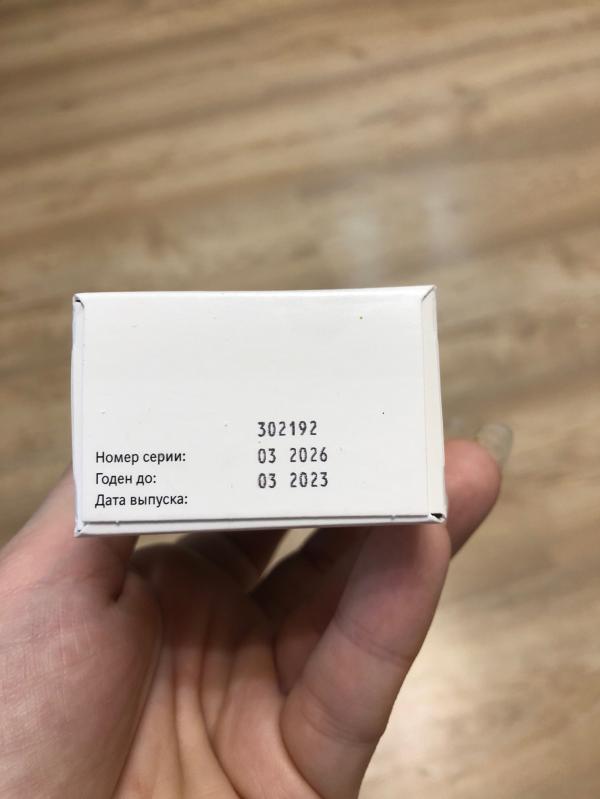 302192
Номер серии: 03 2026
Годен до: 03 2023
Дата выпуска: